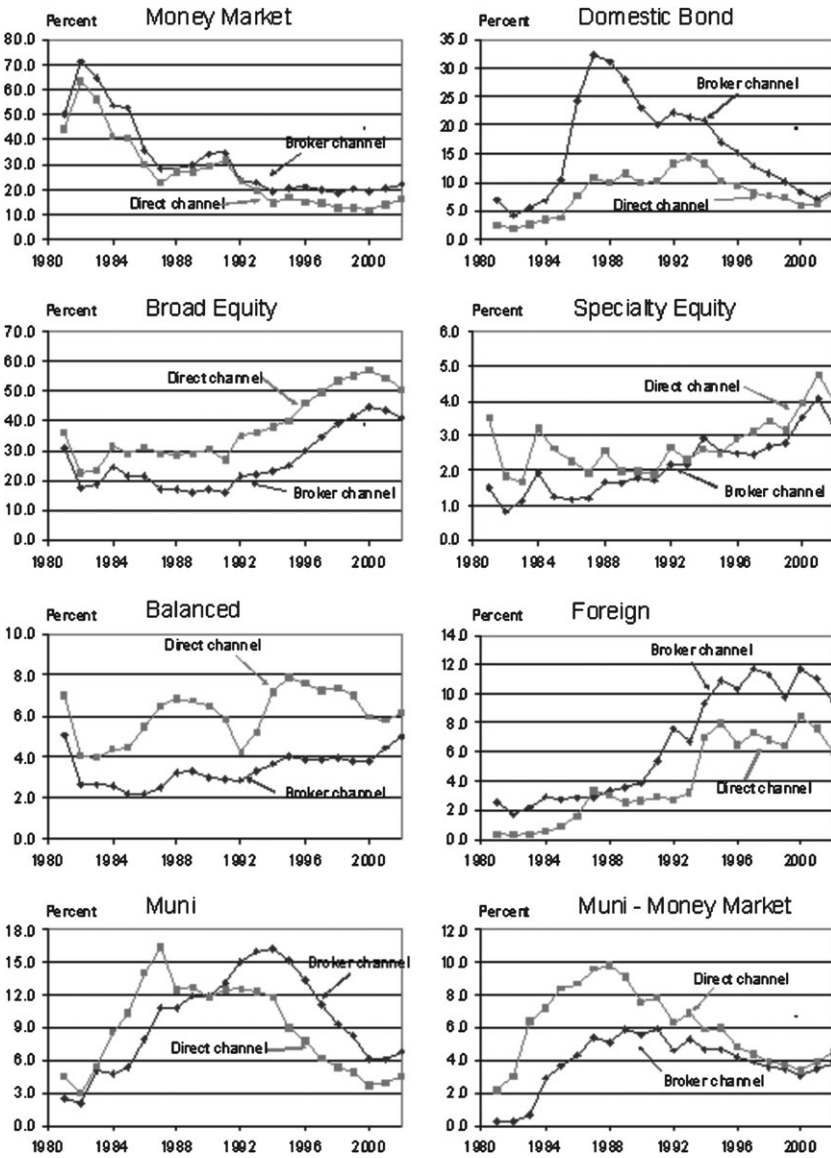 Percent Money Market
80.0
70.0
60.0
50.0
40.0
30.0
20.0
10.0
0.0
Broker channel
Direct channel
1980 1984 1988 1992 1996 2000
Percent Domestic Bond
35.0
30.0
25.0
20.0
15.0
10.0
5.0
0.0
Broker channel
Direct channel
1980 1984 1988 1992 1996 2000
Percent Broad Equity
70.0
60.0
50.0
40.0
30.0
20.0
10.0
0.0
Direct channel
Broker channel
1980 1984 1988 1992 1996 2000
Percent Specialty Equity
6.0
5.0
4.0
3.0
2.0
1.0
0.0
Direct channel
Broker channel
1980 1984 1988 1992 1996 2000
Percent Balanced
10.0
8.0
6.0
4.0
2.0
0.0
Direct channel
Broker channel
1980 1984 1988 1992 1996 2000
Percent Foreign
14.0
12.0
10.0
8.0
6.0
4.0
2.0
0.0
Broker channel
Direct channel
1980 1984 1988 1992 1996 2000
Percent Muni
18.0
15.0
12.0
9.0
6.0
3.0
0.0
Broker channel
Direct channel
1980 1984 1988 1992 1996 2000
Percent Muni - Money Market
12.0
10.0
8.0
6.0
4.0
2.0
0.0
Direct channel
Broker channel
1980 1984 1988 1992 1996 2000